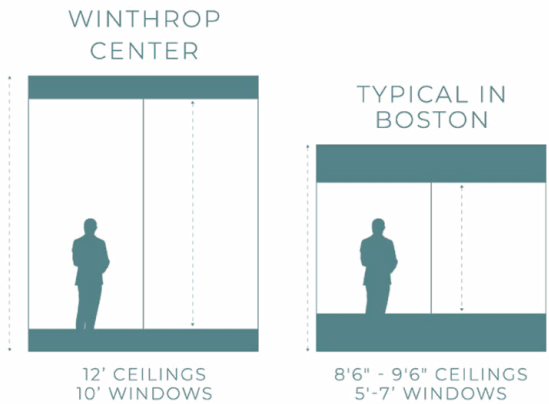 WINTHROP
CENTER
12’ CEILINGS
10’ WINDOWS
TYPICAL IN
BOSTON
8'6" - 9'6" CEILINGS
5'-7’ WINDOWS